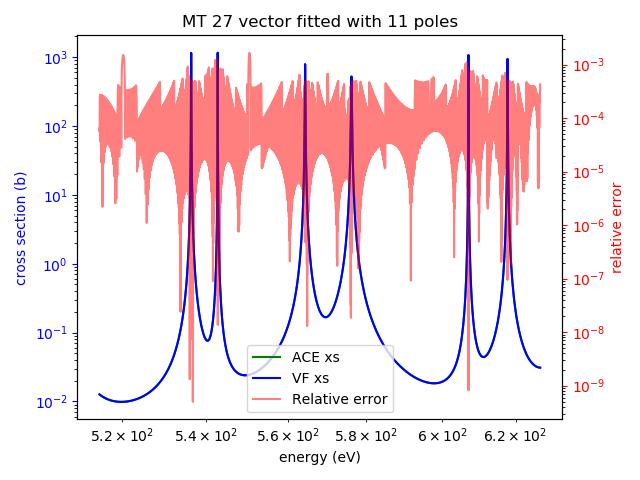 MT 27 vector fitted with 11 poles
cross section (b)
10³
10²
10¹
10⁰
10⁻¹
10⁻²
10⁻³
10⁻⁴
10⁻⁵
10⁻⁶
10⁻⁷
10⁻⁸
10⁻⁹
relative error
ACE xs
VF xs
Relative error
5.2 × 10² 5.4 × 10² 5.6 × 10² 5.8 × 10² 6 × 10² 6.2 × 10²
energy (eV)